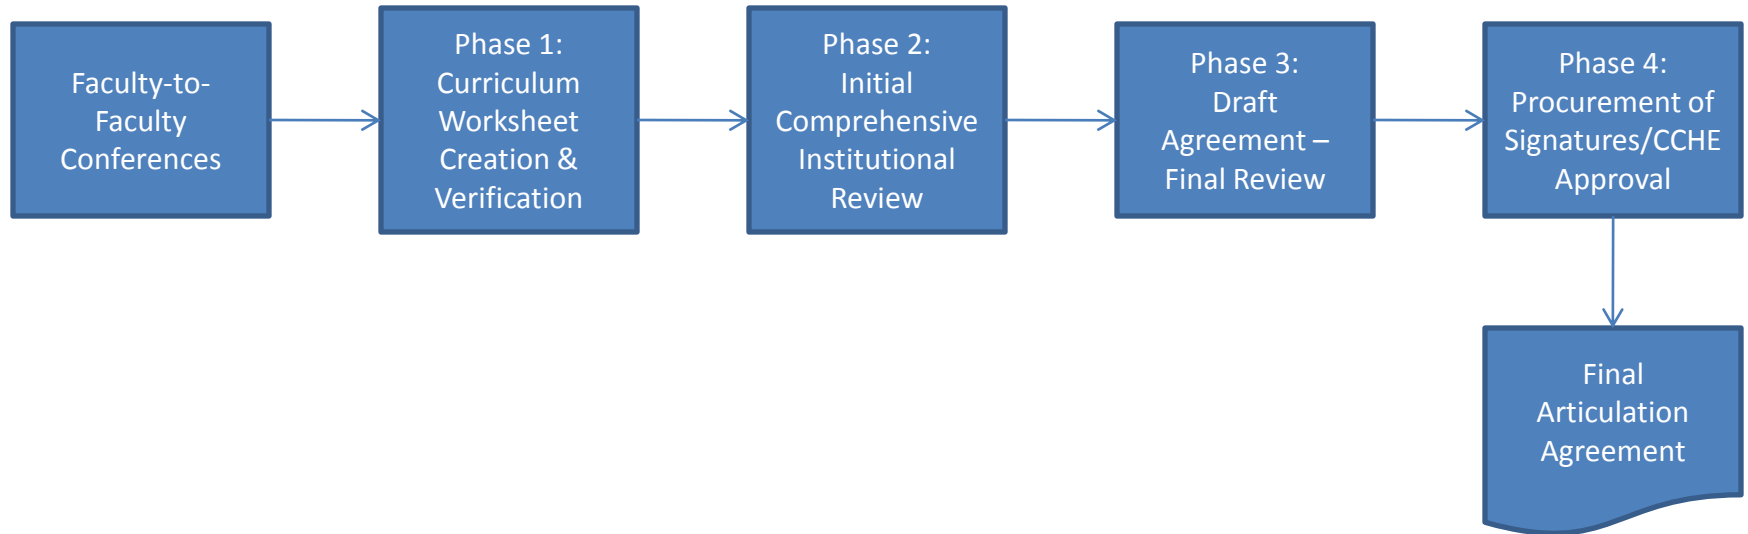 Faculty-to-
Faculty
Conferences
Phase 1:
Curriculum
Worksheet
Creation &
Verification
Phase 2:
Initial
Comprehensive
Institutional
Review
Phase 3:
Draft
Agreement –
Final Review
Phase 4:
Procurement of
Signatures/CCHE
Approval
Final
Articulation
Agreement